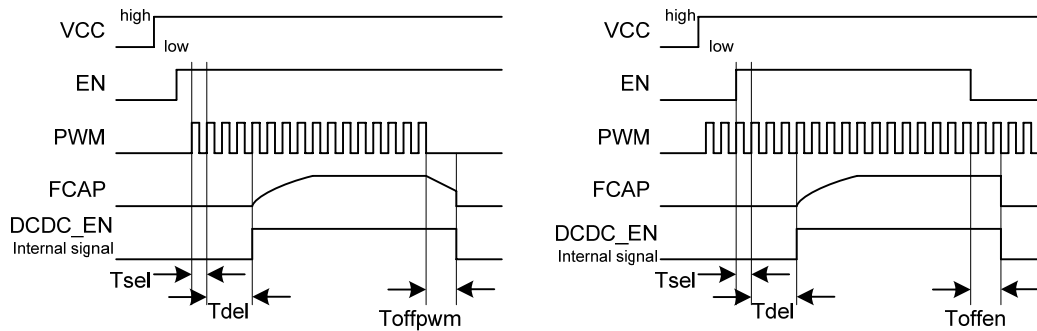 VCC
high
low
EN
PWM
FCAP
DCDC_EN
Internal signal
Tsel
Tdel
Toffpwm
VCC
high
low
EN
PWM
FCAP
DCDC_EN
Internal signal
Tsel
Tdel
Toffen